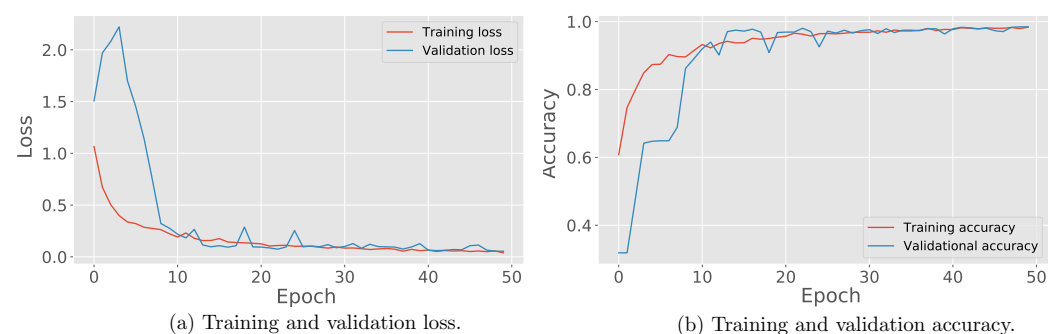 2.0
1.5
1.0
0.5
0.0
Loss
Training loss
Validation loss
0 10 20 30 40 50
Epoch
(a) Training and validation loss.
1.0
0.8
0.6
0.4
Accuracy
Training accuracy
Validational accuracy
0 10 20 30 40 50
Epoch
(b) Training and validation accuracy.